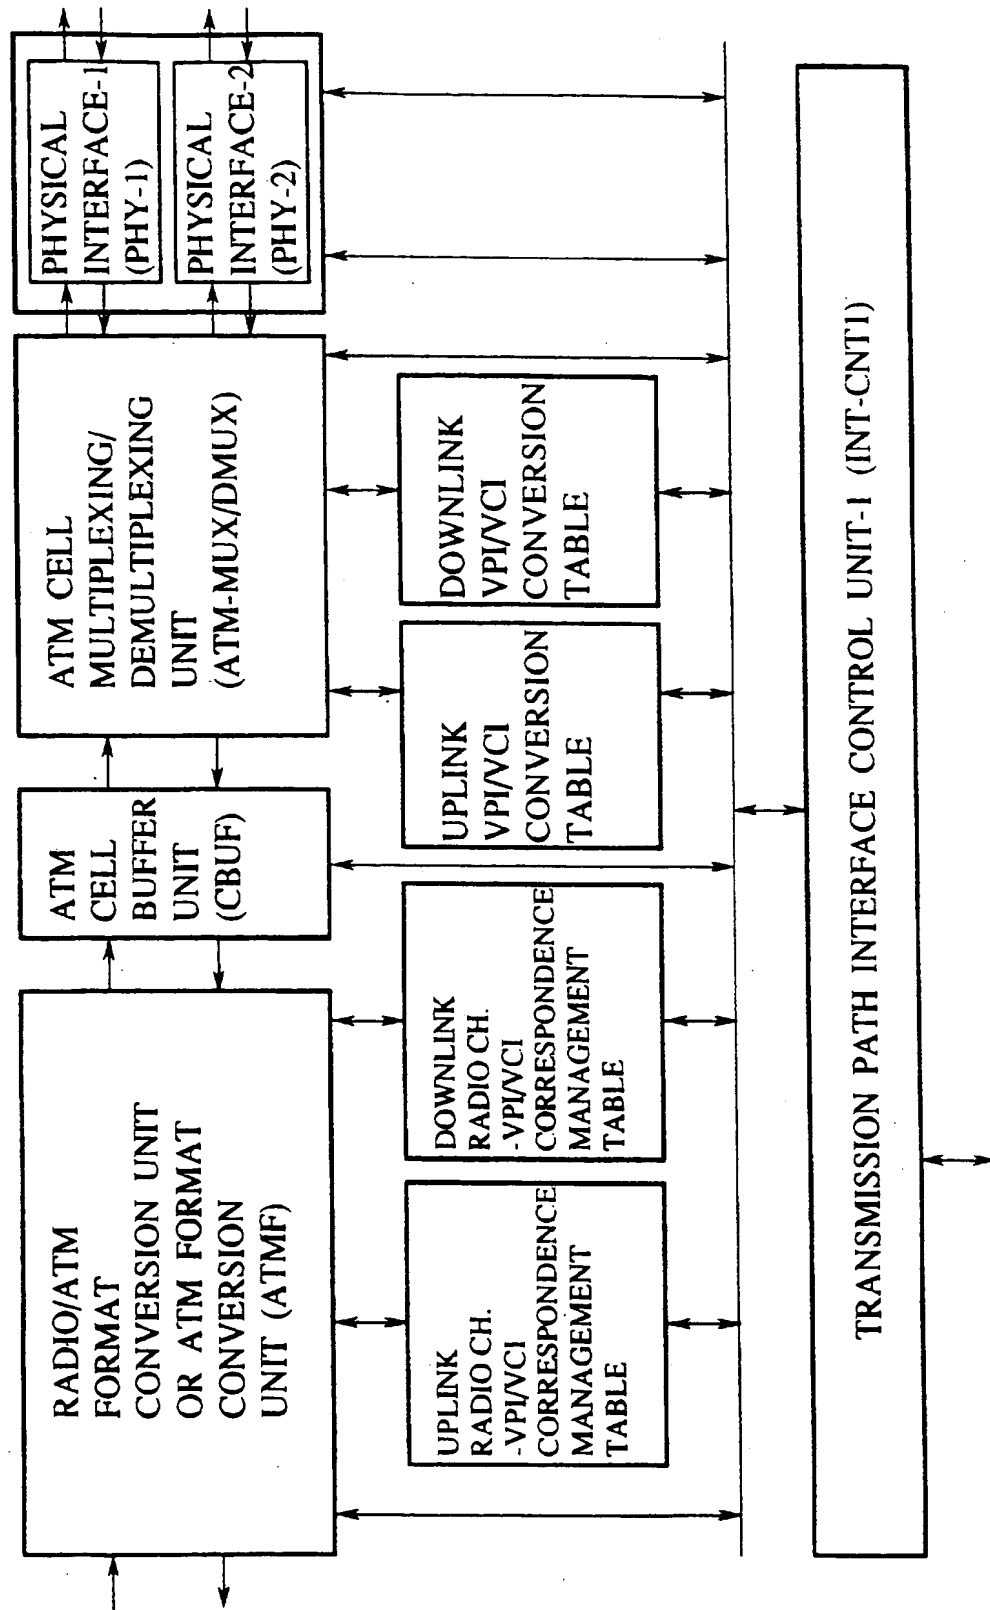 RADIO/ATM
FORMAT
CONVERSION UNIT
OR ATM FORMAT
CONVERSION
UNIT (ATMF)
ATM
CELL
BUFFER
UNIT
(CBUF)
ATM CELL
MULTIPLEXING/
DEMULTIPLEXING
UNIT
(ATM-MUX/DMUX)
PHYSICAL
INTERFACE-1
(PHY-1)
PHYSICAL
INTERFACE-2
(PHY-2)
UPLINK
RADIO CH.
-VPI/VCI
CORRESPONDENCE
MANAGEMENT
TABLE
DOWNLINK
RADIO CH.
-VPI/VCI
CORRESPONDENCE
MANAGEMENT
TABLE
UPLINK
VPI/VCI
CONVERSION
TABLE
DOWNLINK
VPI/VCI
CONVERSION
TABLE
TRANSMISSION PATH INTERFACE CONTROL UNIT-1 (INT-CNT1)